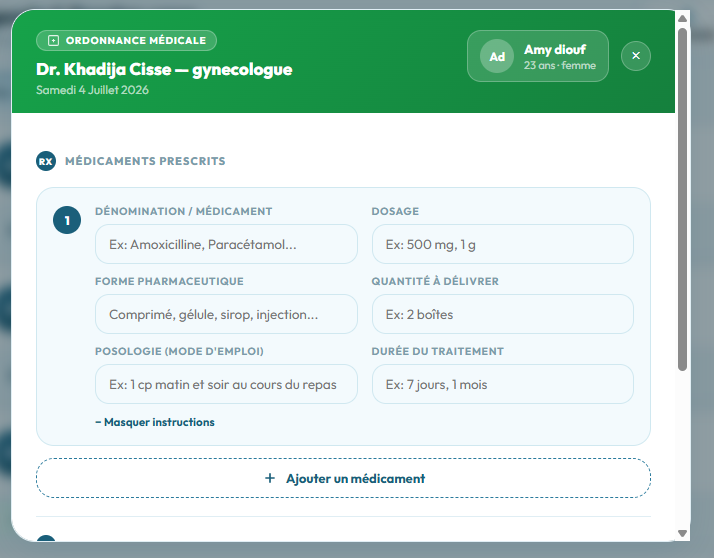 ORDONNANCE MÉDICALE
Dr. Khadija Cisse — gynecologue
Samedi 4 Juillet 2026
Ad
Amy diouf
23 ans · femme
×
RX MÉDICAMENTS PRESCRITS
1
DÉNOMINATION / MÉDICAMENT
DOSAGE
Ex: Amoxicilline, Paracétamol...
Ex: 500 mg, 1 g
FORME PHARMACEUTIQUE
QUANTITÉ À DÉLIVRER
Comprimé, gélule, sirop, injection...
Ex: 2 boîtes
POSOLOGIE (MODE D'EMPLOI)
DURÉE DU TRAITEMENT
Ex: 1 cp matin et soir au cours du repas
Ex: 7 jours, 1 mois
− Masquer instructions
+ Ajouter un médicament